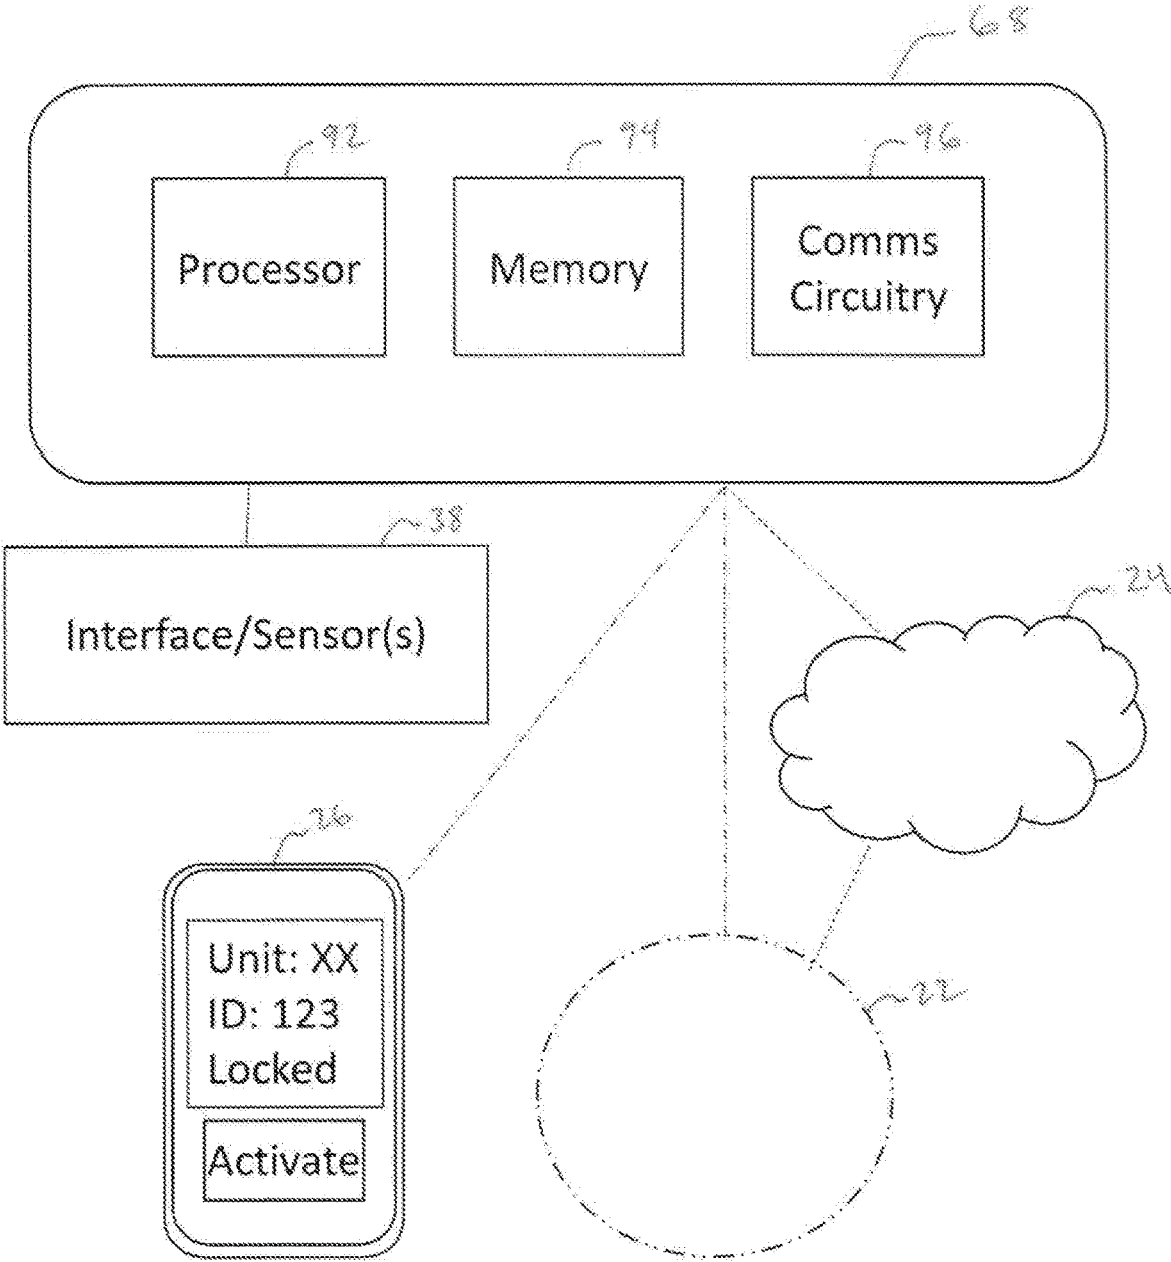 68
92
94
96
Processor
Memory
Comms
Circuitry
38
Interface/Sensor(s)
24
26
Unit: XX
ID: 123
Locked
Activate
22